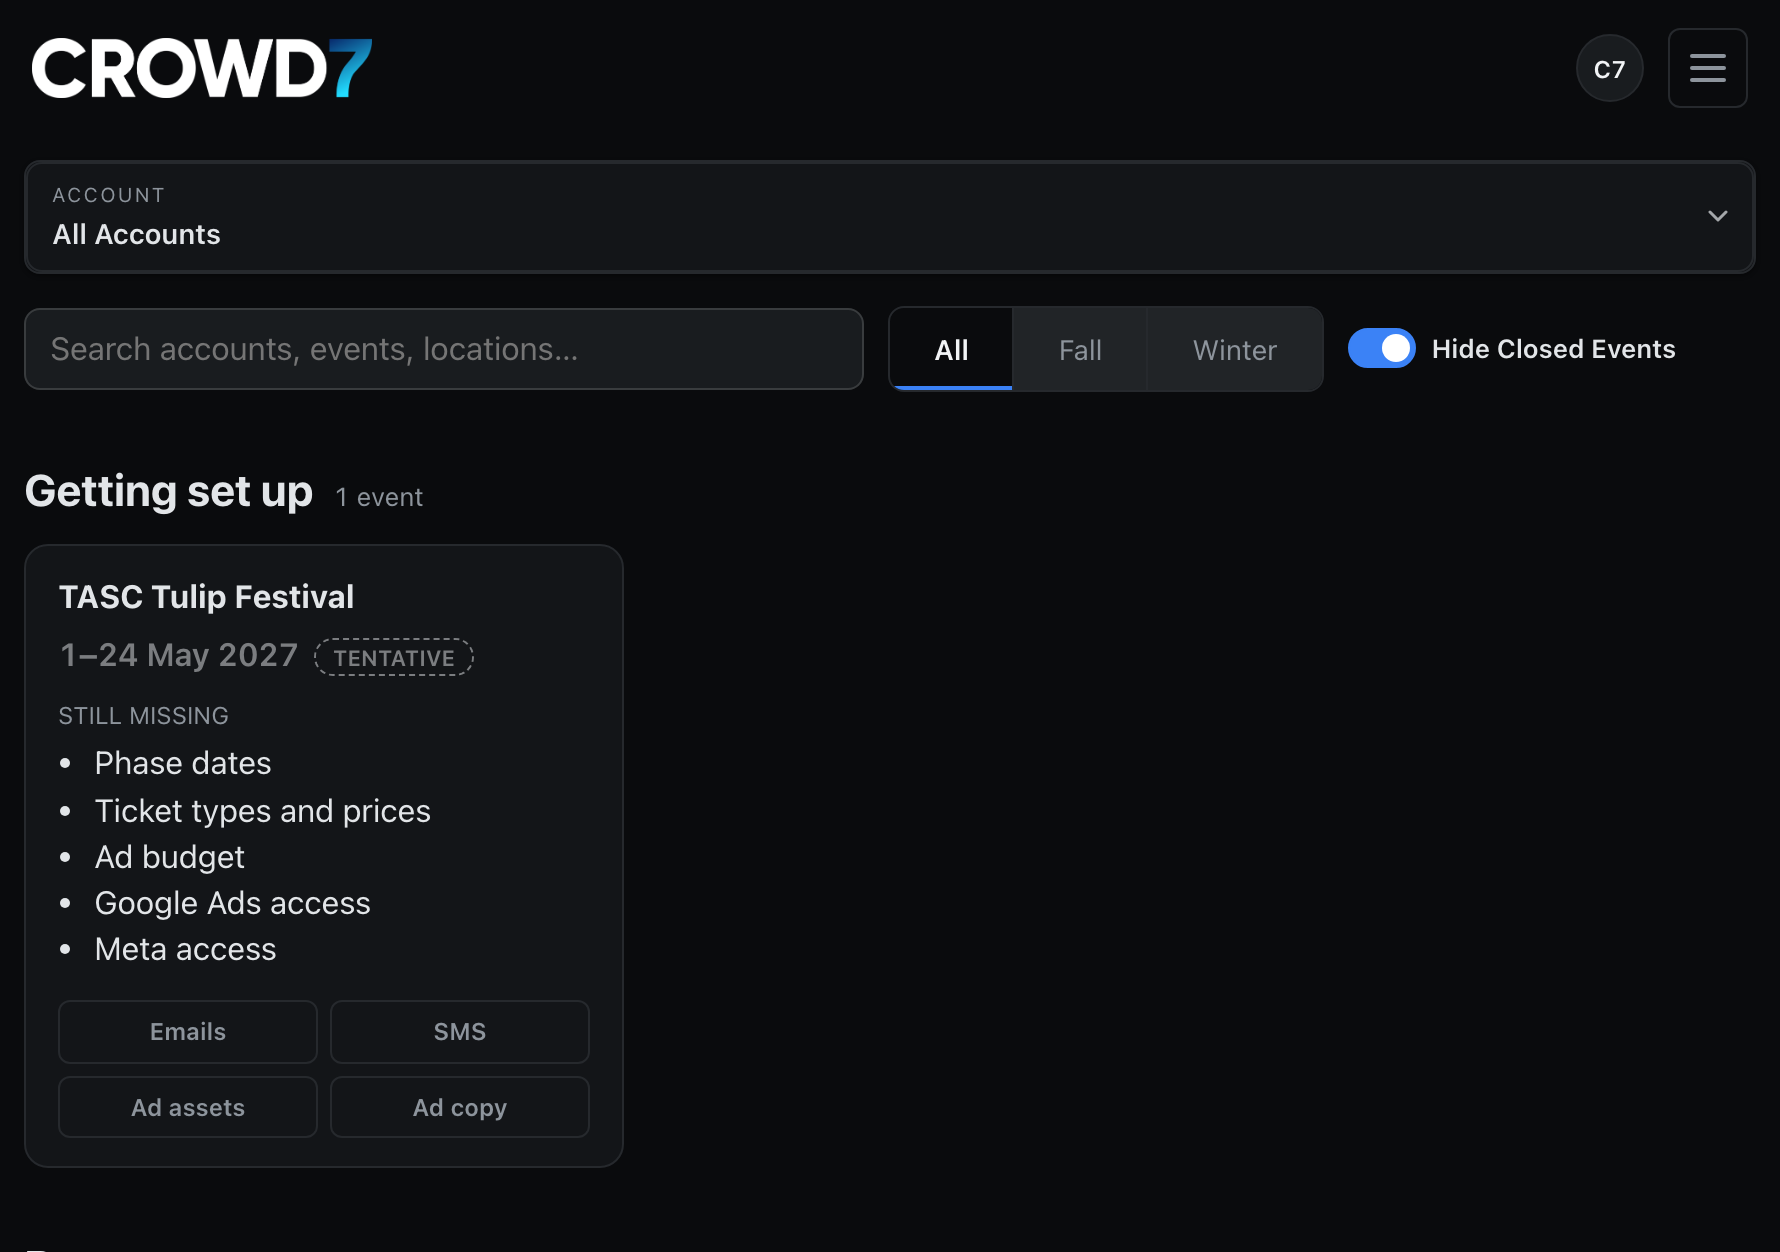 CROWD7
C7
ACCOUNT
All Accounts
Search accounts, events, locations...
All
Fall
Winter
Hide Closed Events
Getting set up
1 event
TASC Tulip Festival
1–24 May 2027
TENTATIVE
STILL MISSING
• Phase dates
• Ticket types and prices
• Ad budget
• Google Ads access
• Meta access
Emails
SMS
Ad assets
Ad copy